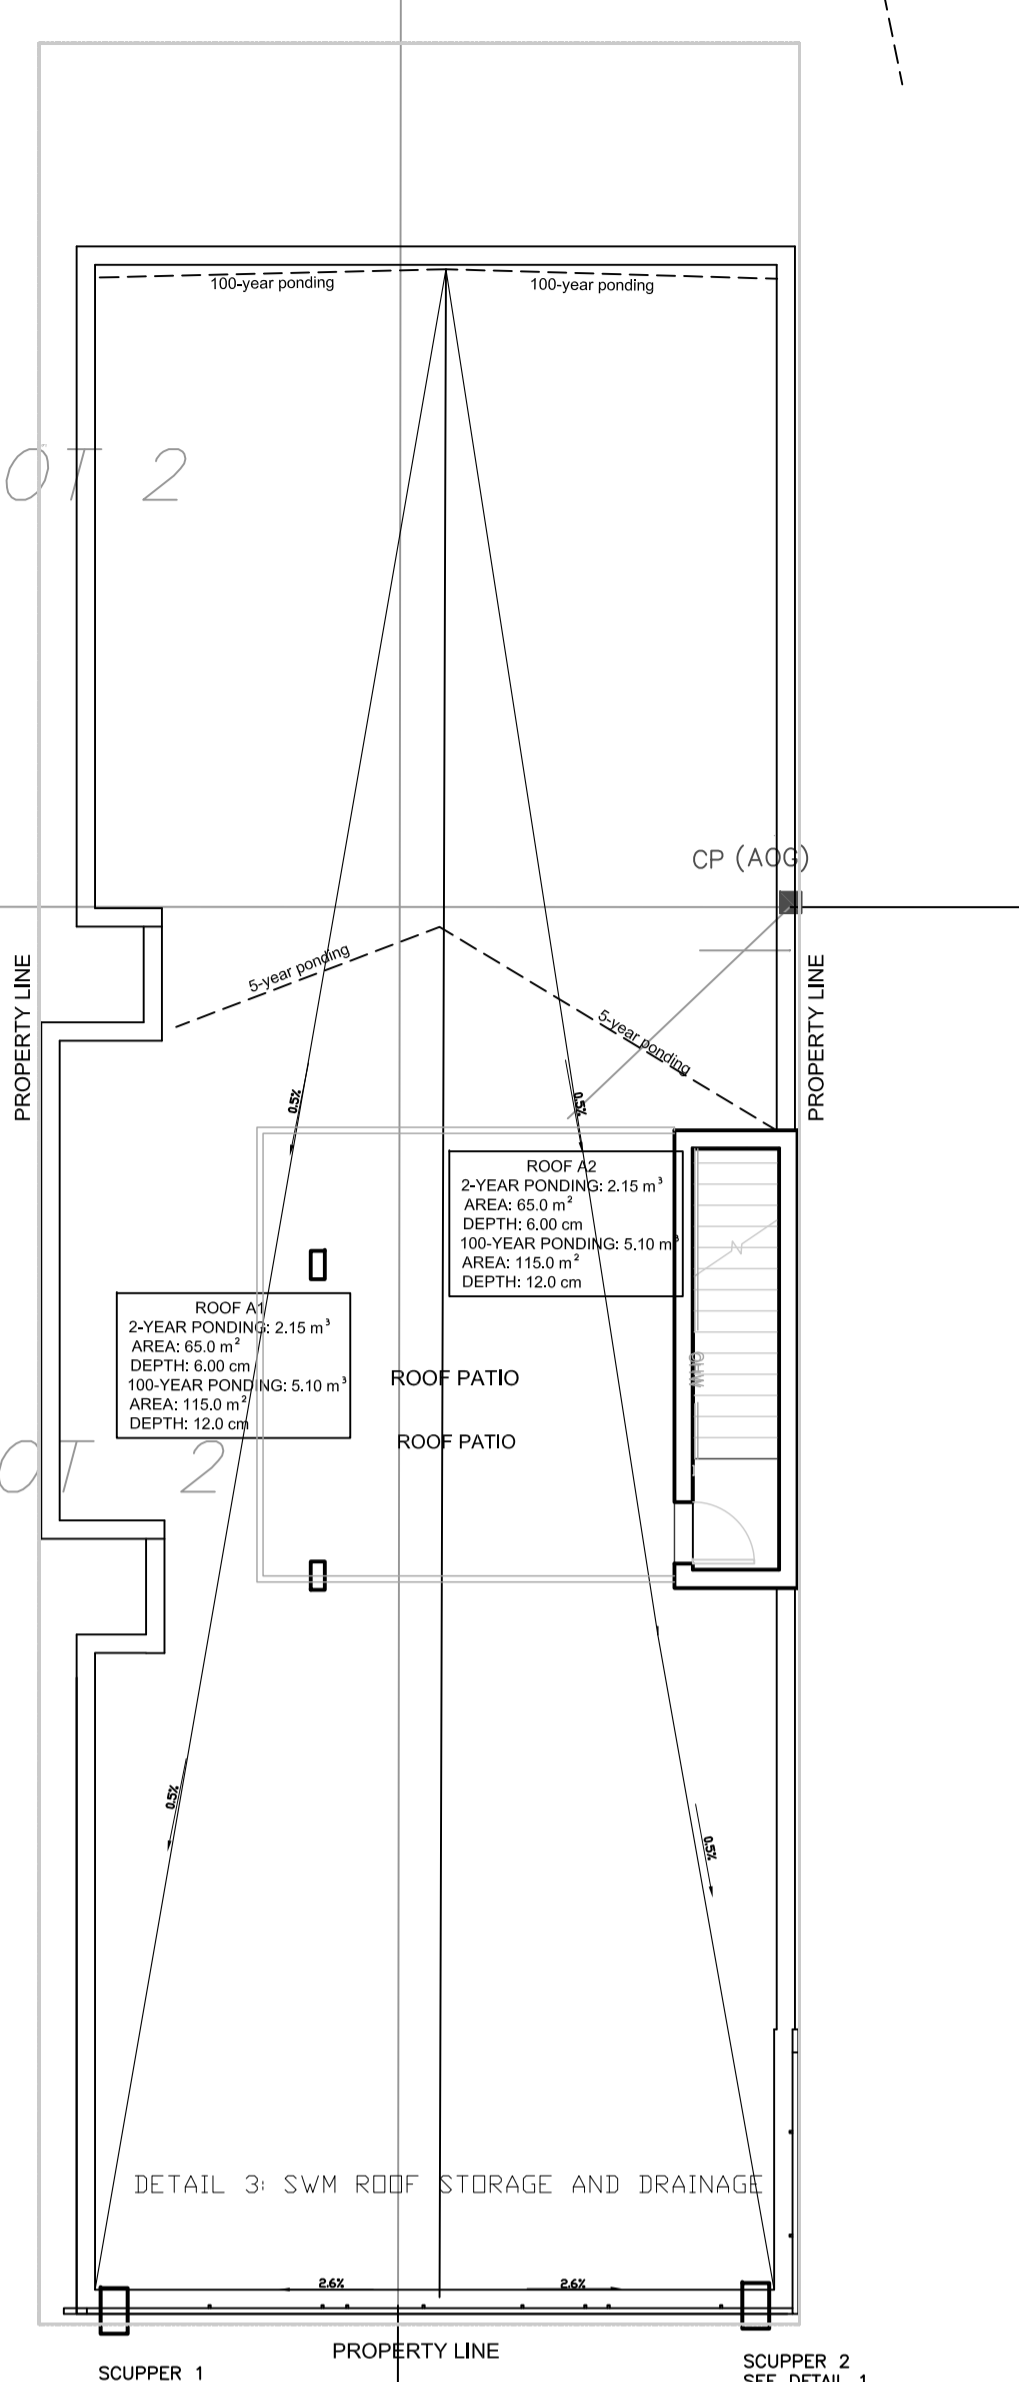 100-year ponding
100-year ponding
OT 2
CP (AOG)
5-year ponding
5-year ponding
PROPERTY LINE
PROPERTY LINE
0.5%
0.5%
ROOF A2
2-YEAR PONDING: 2.15 m³
AREA: 65.0 m²
DEPTH: 6.00 cm
100-YEAR PONDING: 5.10 m³
AREA: 115.0 m²
DEPTH: 12.0 cm
N
ROOF A1
2-YEAR PONDING: 2.15 m³
AREA: 65.0 m²
DEPTH: 6.00 cm
100-YEAR PONDING: 5.10 m³
AREA: 115.0 m²
DEPTH: 12.0 cm
ROOF PATIO
ROOF PATIO
OT 2
0.5%
0.5%
DETAIL 3: SWM ROOF STORAGE AND DRAINAGE
2.6%
2.6%
PROPERTY LINE
SCUPPER 1
SCUPPER 2
SEE DETAIL 1